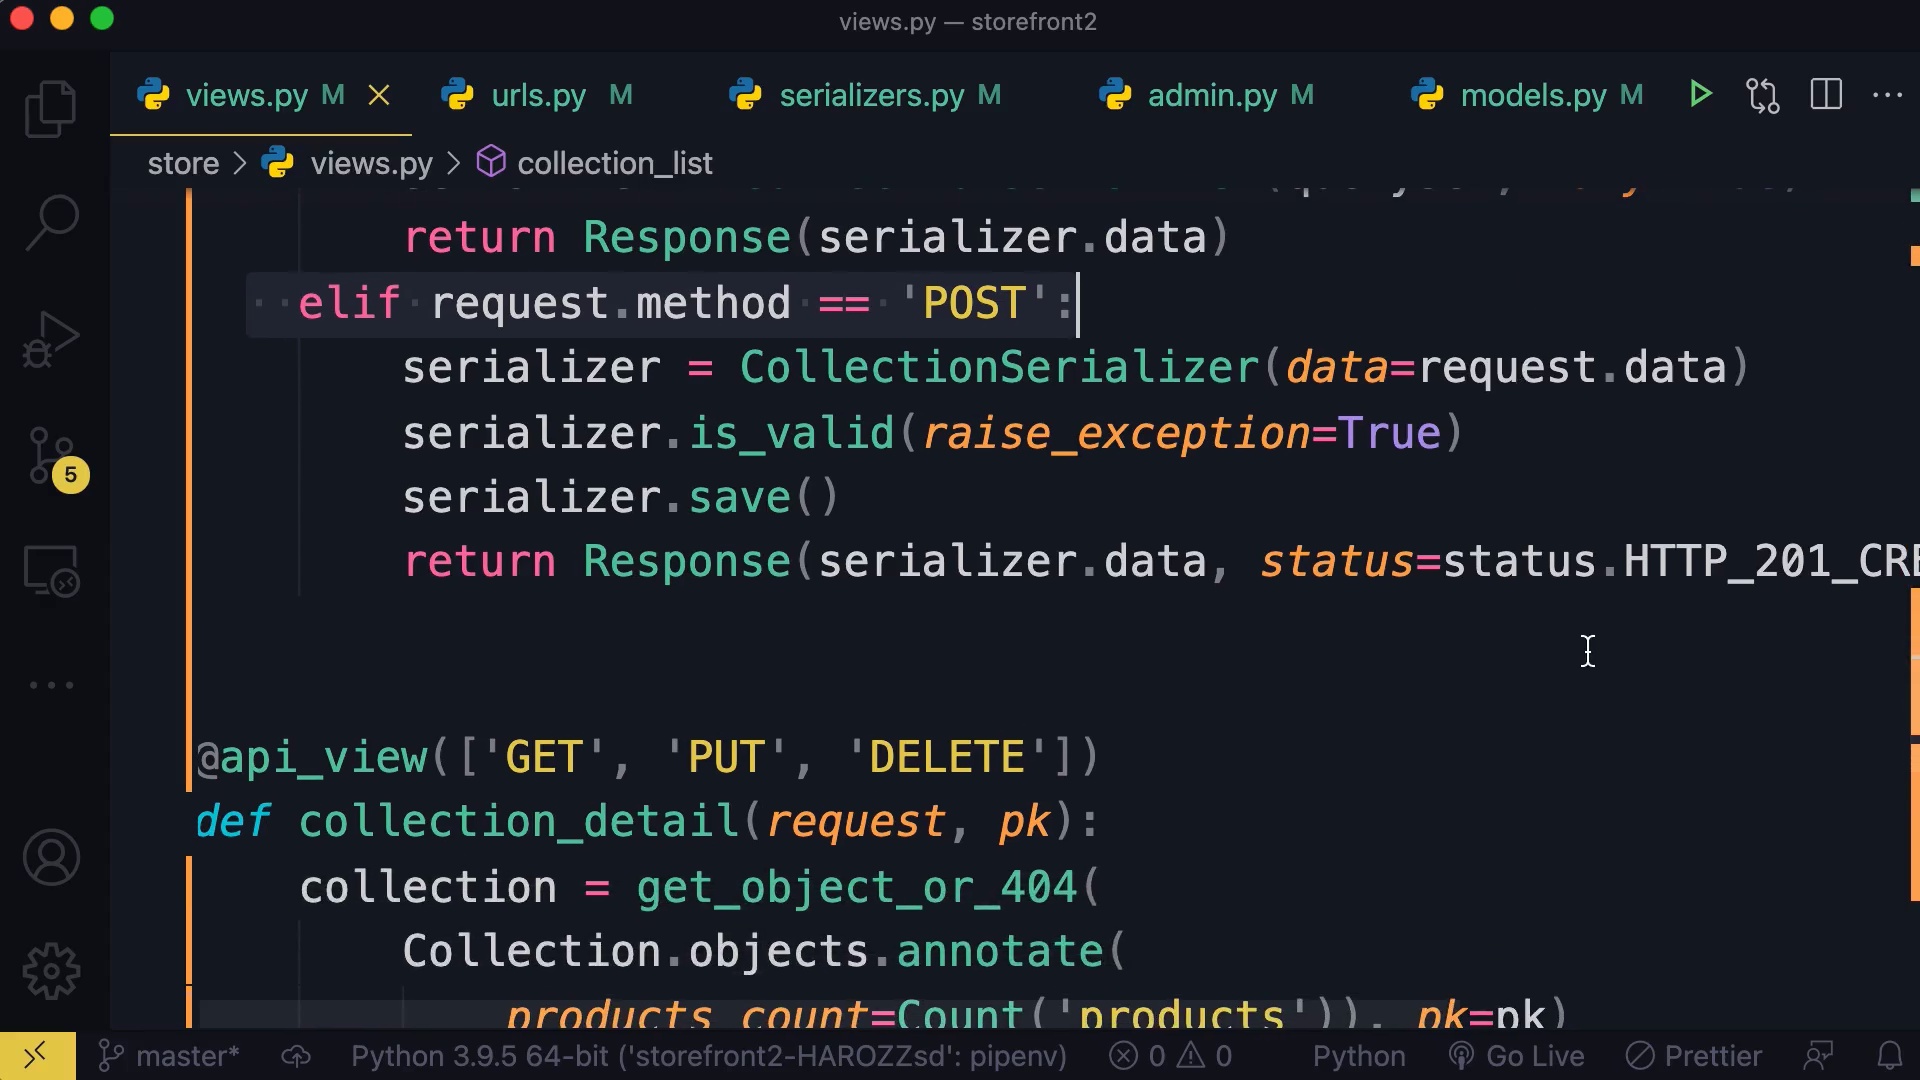 views.py — storefront2
views.py M urls.py M serializers.py M admin.py M models.py M
store > views.py > collection_list
return Response(serializer.data)
elif request.method == 'POST':
serializer = CollectionSerializer(data=request.data)
serializer.is_valid(raise_exception=True)
serializer.save()
return Response(serializer.data, status=status.HTTP_201_CRE
@api_view(['GET', 'PUT', 'DELETE'])
def collection_detail(request, pk):
collection = get_object_or_404(
Collection.objects.annotate(
products_count=Count('products')), pk=pk)
5
master* Python 3.9.5 64-bit ('storefront2-HAROZZsd': pipenv) 0 0 Python Go Live Prettier